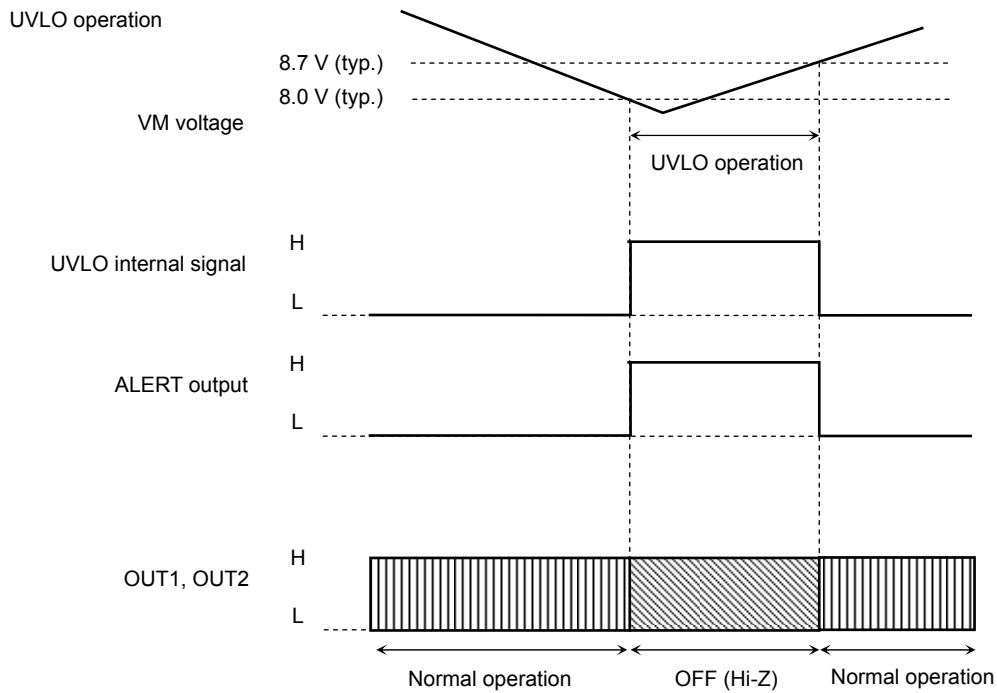 UVLO operation
8.7 V (typ.)
8.0 V (typ.)
VM voltage
UVLO operation
H
UVLO internal signal
L
H
ALERT output
L
H
OUT1, OUT2
L
Normal operation
OFF (Hi-Z)
Normal operation